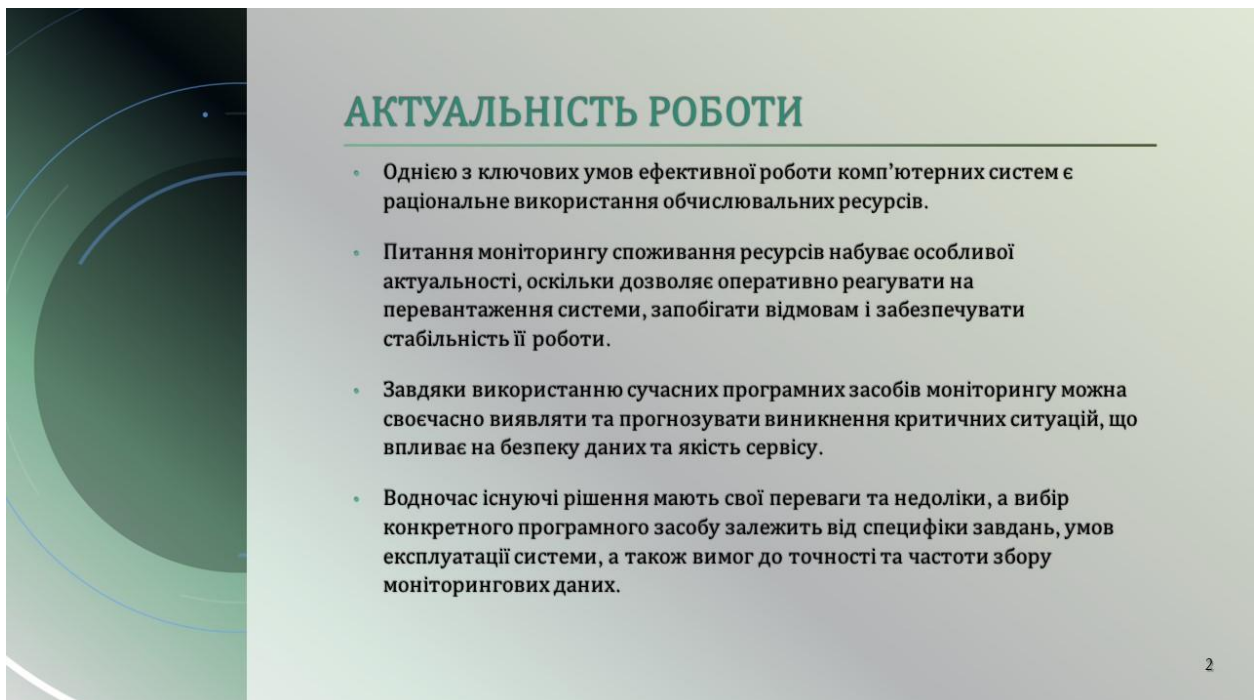 АКТУАЛЬНІСТЬ РОБОТИ
• Однією з ключових умов ефективної роботи комп’ютерних систем є
раціональне використання обчислювальних ресурсів.
• Питання моніторингу споживання ресурсів набуває особливої
актуальності, оскільки дозволяє оперативно реагувати на
перевантаження системи, запобігати відмовам і забезпечувати
стабільність її роботи.
• Завдяки використанню сучасних програмних засобів моніторингу можна
своєчасно виявляти та прогнозувати виникнення критичних ситуацій, що
впливає на безпеку даних та якість сервісу.
• Водночас існуючі рішення мають свої переваги та недоліки, а вибір
конкретного програмного засобу залежить від специфіки завдань, умов
експлуатації системи, а також вимог до точності та частоти збору
моніторингових даних.
2